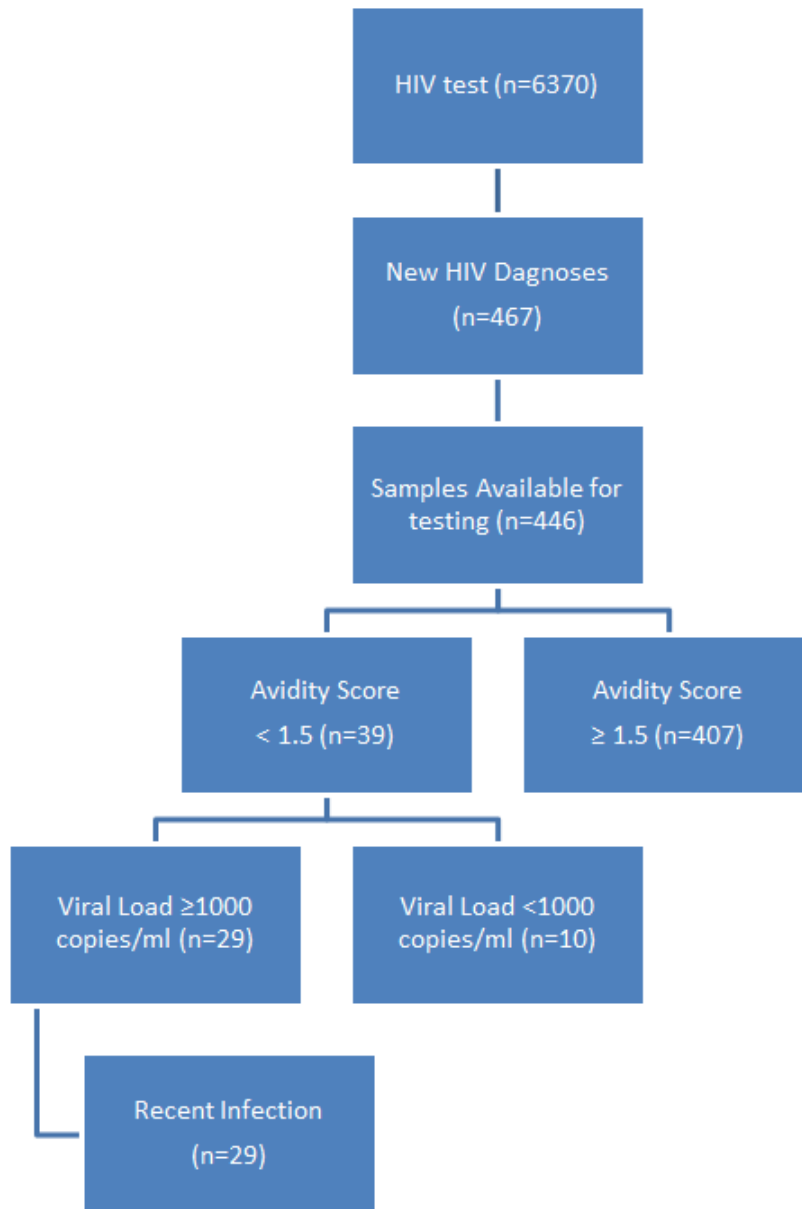 HIV test (n=6370)
New HIV Dagnoses
(n=467)
Samples Available for
testing (n=446)
Avidity Score
< 1.5 (n=39)
Avidity Score
≥ 1.5 (n=407)
Viral Load ≥1000
copies/ml (n=29)
Viral Load <1000
copies/ml (n=10)
Recent Infection
(n=29)